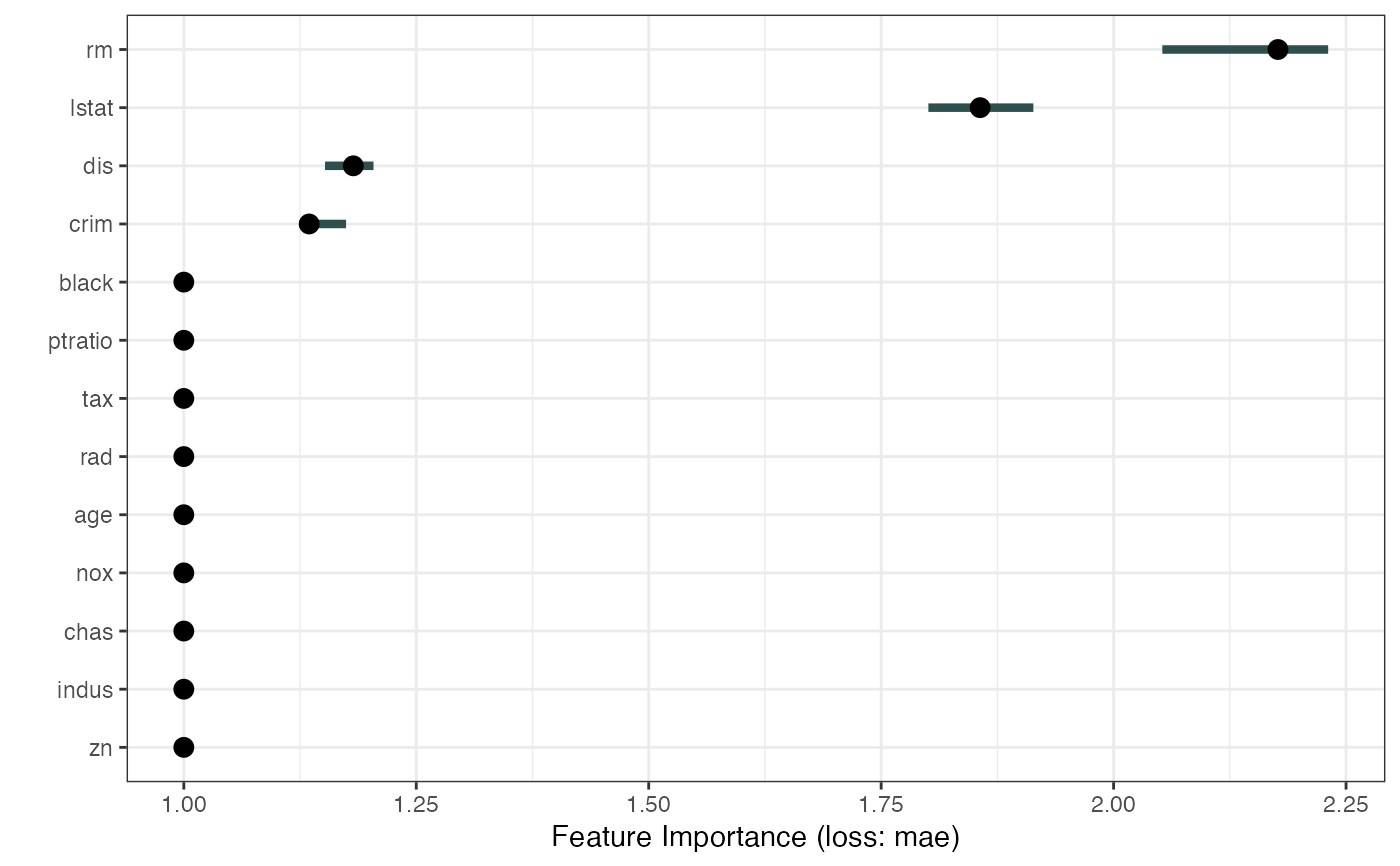 rm
lstat
dis
crim
black
ptratio
tax
rad
age
nox
chas
indus
zn
1.00 1.25 1.50 1.75 2.00 2.25
Feature Importance (loss: mae)